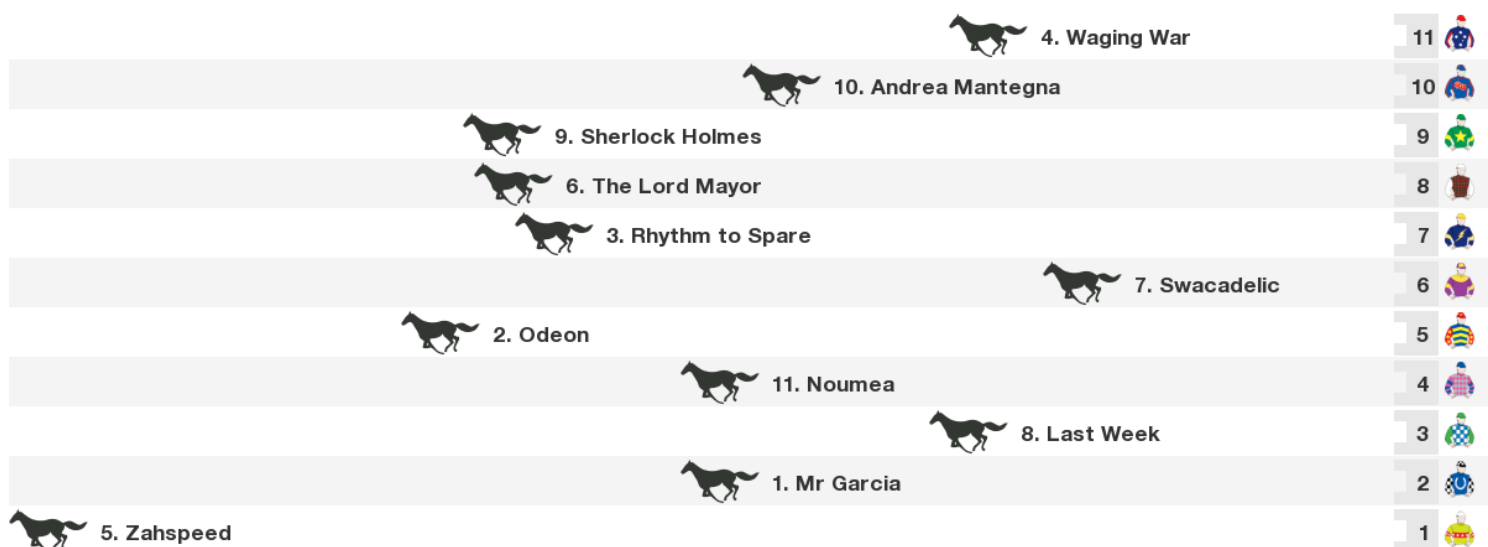 4. Waging War 11
10. Andrea Mantegna 10
9. Sherlock Holmes 9
6. The Lord Mayor 8
3. Rhythm to Spare 7
7. Swacadelic 6
2. Odeon 5
11. Noumea 4
8. Last Week 3
1. Mr Garcia 2
5. Zahspeed 1